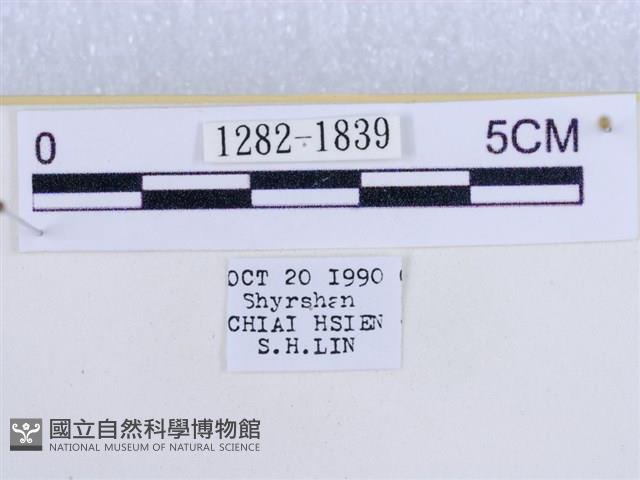 0
1282-1839
5CM
OCT 20 1990
Shyrshan
CHIAI HSIEN
S.H.LIN
國立自然科學博物館
NATIONAL MUSEUM OF NATURAL SCIENCE